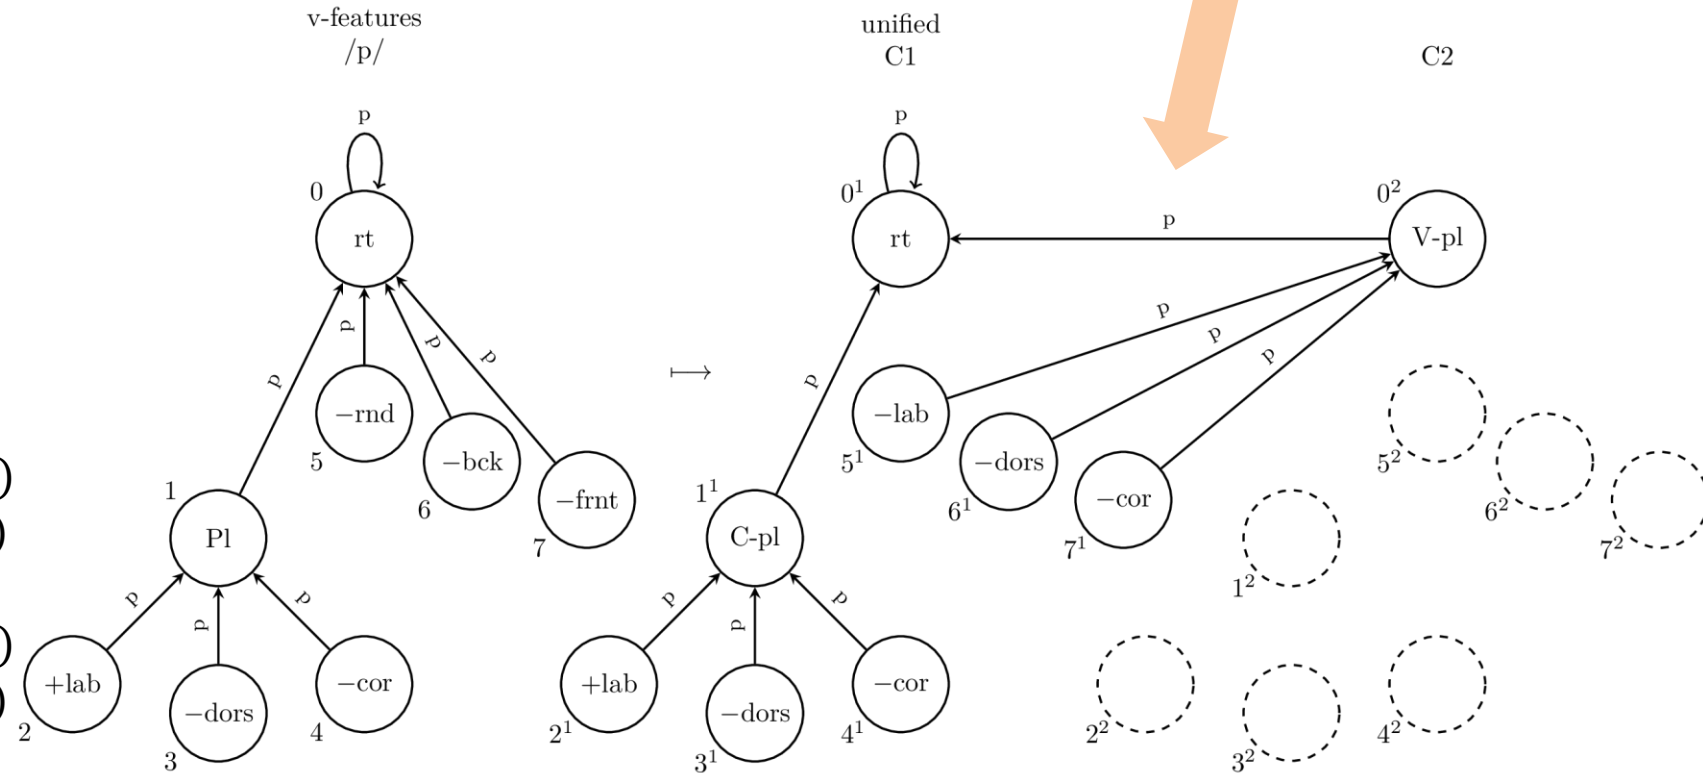 v-features
/p/
unified
C1
C2
p
p
0
rt
0¹
rt
p
0²
V-pl
p
p
p
p
p
p
p
p
p
⟼
−rnd
5
−bck
6
−frnt
7
−lab
5¹
−dors
6¹
−cor
7¹
5²
6²
7²
1
Pl
1¹
C-pl
1²
p
p
p
p
p
p
+lab
2
−dors
3
−cor
4
+lab
2¹
−dors
3¹
−cor
4¹
2²
3²
4²
)
)
)
)